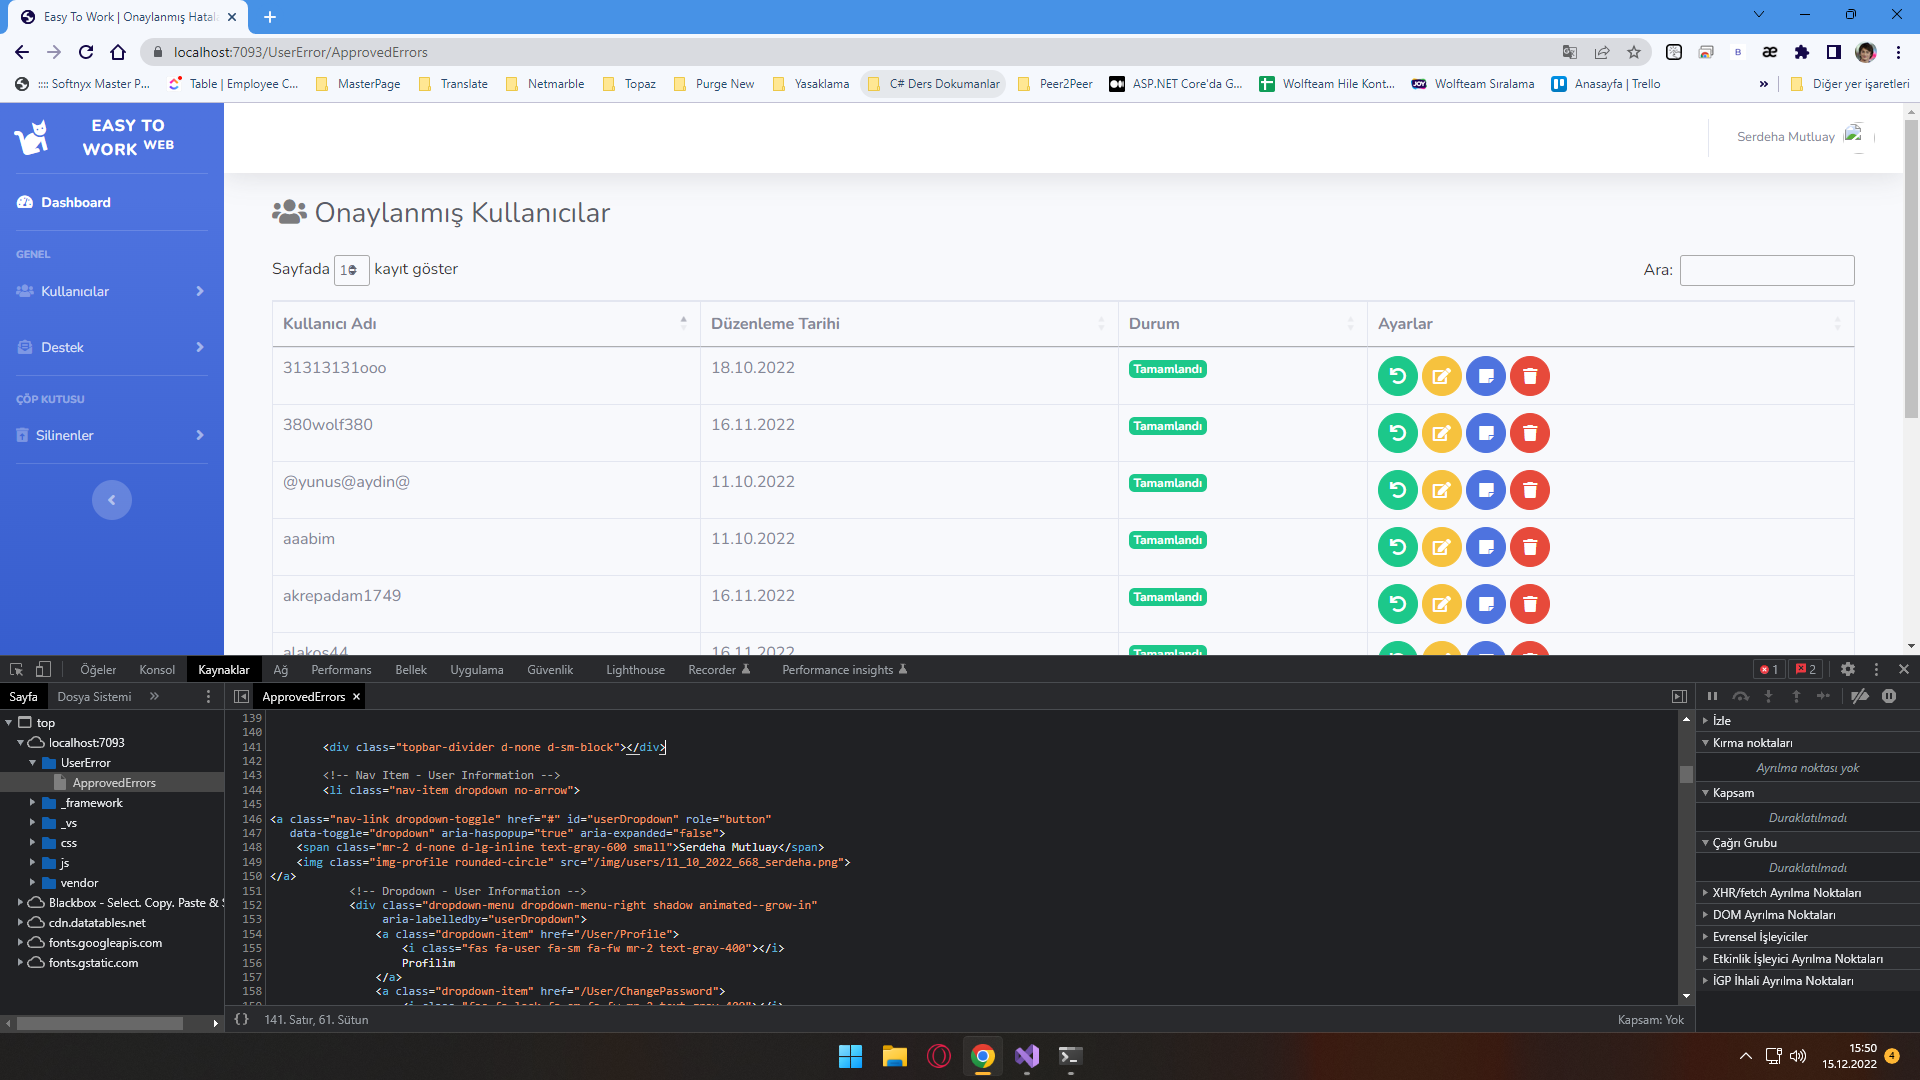 Easy To Work | Onaylanmış Hatala
localhost:7093/UserError/ApprovedErrors
:::: Softnyx Master P...
Table | Employee C...
MasterPage
Translate
Netmarble
Topaz
Purge New
Yasaklama
C# Ders Dokumanlar
Peer2Peer
ASP.NET Core'da G...
Wolfteam Hile Kont...
Wolfteam Sıralama
Anasayfa | Trello
»
Diğer yer işaretleri
EASY TO
WORK WEB
Serdeha Mutluay
Dashboard
GENEL
Kullanıcılar
Destek
ÇÖP KUTUSU
Silinenler
Onaylanmış Kullanıcılar
Sayfada 10 kayıt göster
Ara:
Kullanıcı Adı Düzenleme Tarihi Durum Ayarlar
31313131ooo 18.10.2022 Tamamlandı
380wolf380 16.11.2022 Tamamlandı
@yunus@aydin@ 11.10.2022 Tamamlandı
aaabim 11.10.2022 Tamamlandı
akrepadam1749 16.11.2022 Tamamlandı
alakos44 16.11.2022 Tamamlandı
Öğeler Konsol Kaynaklar Ağ Performans Bellek Uygulama Güvenlik Lighthouse Recorder Performance insights 1 2
Sayfa Dosya Sistemi »
ApprovedErrors
top
localhost:7093
UserError
ApprovedErrors
_framework
_vs
css
js
vendor
Blackbox - Select. Copy. Paste & S
cdn.datatables.net
fonts.googleapis.com
fonts.gstatic.com
139
140
141 <div class="topbar-divider d-none d-sm-block"></div>
142
143 <!-- Nav Item - User Information -->
144 <li class="nav-item dropdown no-arrow">
145
146 <a class="nav-link dropdown-toggle" href="#" id="userDropdown" role="button"
147 data-toggle="dropdown" aria-haspopup="true" aria-expanded="false">
148 <span class="mr-2 d-none d-lg-inline text-gray-600 small">Serdeha Mutluay</span>
149 <img class="img-profile rounded-circle" src="/img/users/11_10_2022_668_serdeha.png">
150 </a>
151 <!-- Dropdown - User Information -->
152 <div class="dropdown-menu dropdown-menu-right shadow animated--grow-in"
153 aria-labelledby="userDropdown">
154 <a class="dropdown-item" href="/User/Profile">
155 <i class="fas fa-user fa-sm fa-fw mr-2 text-gray-400"></i>
156 Profilim
157 </a>
158 <a class="dropdown-item" href="/User/ChangePassword">
{} 141. Satır, 61. Sütun
Kapsam: Yok
İzle
Kırma noktaları
Ayrılma noktası yok
Kapsam
Duraklatılmadı
Çağrı Grubu
Duraklatılmadı
XHR/fetch Ayrılma Noktaları
DOM Ayrılma Noktaları
Evrensel İşleyiciler
Etkinlik İşleyici Ayrılma Noktaları
İGP İhlali Ayrılma Noktaları
15:50
15.12.2022
4